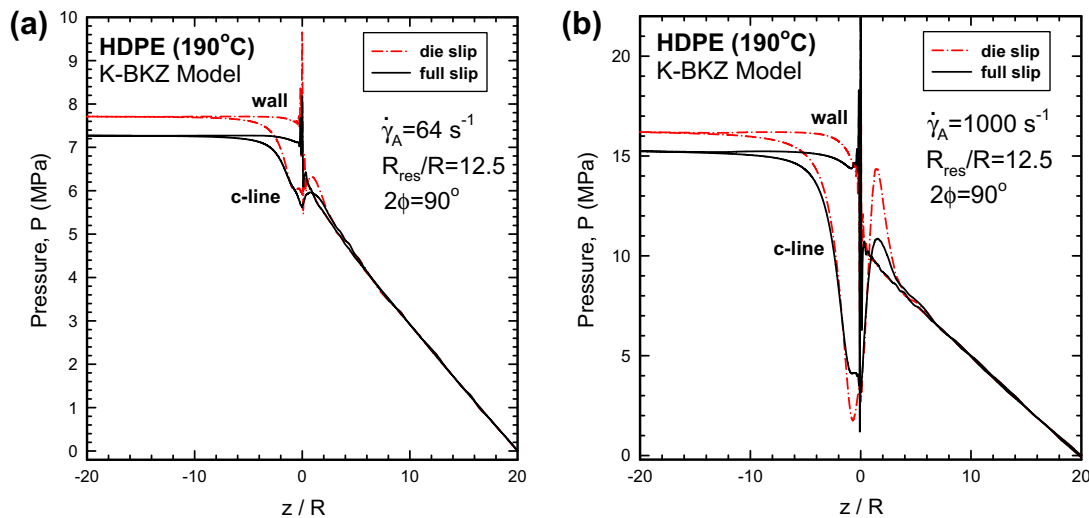 (a)
HDPE (190°C)
K-BKZ Model
die slip
full slip
wall
γ̇A=64 s-1
Rres/R=12.5
2ϕ=90°
c-line
Pressure, P (MPa)
10
9
8
7
6
5
4
3
2
1
0
-20
-10
0
10
20
z / R
(b)
HDPE (190°C)
K-BKZ Model
die slip
full slip
wall
γ̇A=1000 s-1
Rres/R=12.5
2ϕ=90°
c-line
Pressure, P (MPa)
20
15
10
5
0
-20
-10
0
10
20
z / R